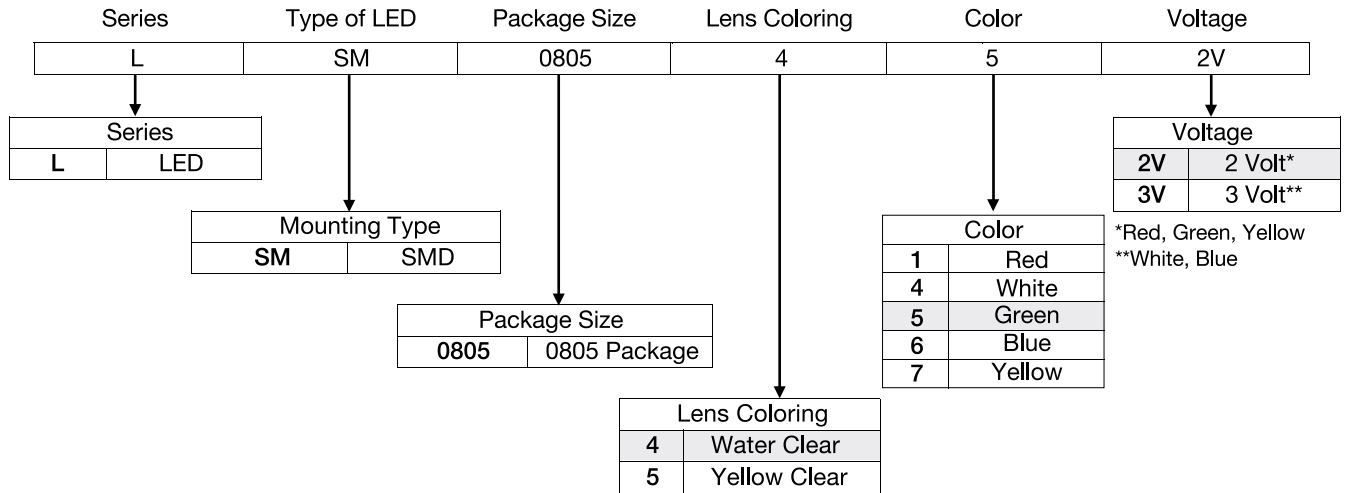 Series Type of LED Package Size Lens Coloring Color Voltage
L SM 0805 4 5 2V
Series
L LED
Mounting Type
SM SMD
Package Size
0805 0805 Package
Lens Coloring
4 Water Clear
5 Yellow Clear
Color
1 Red
4 White
5 Green
6 Blue
7 Yellow
Voltage
2V 2 Volt*
3V 3 Volt**
*Red, Green, Yellow
**White, Blue